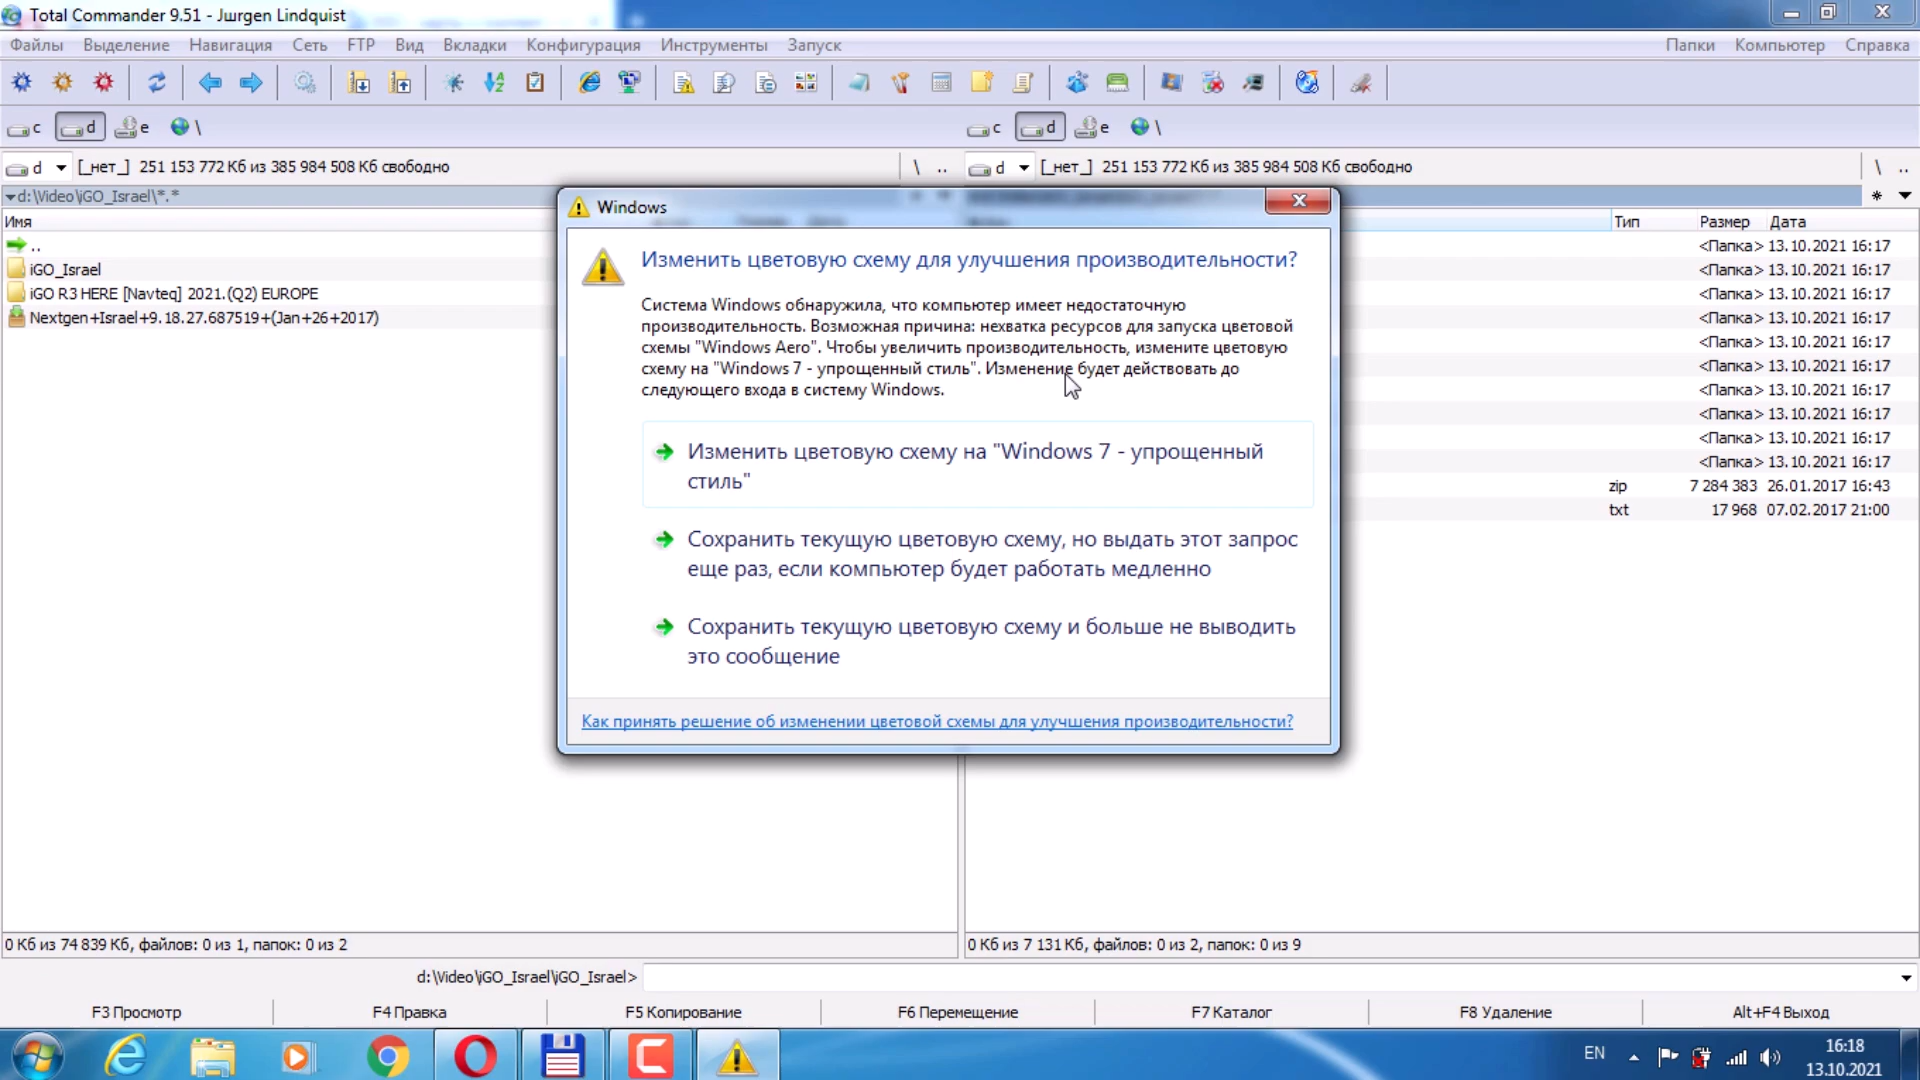 Total Commander 9.51 - Jurgen Lindquist
Файлы Выделение Навигация Сеть FTP Вид Вкладки Конфигурация Инструменты Запуск Папки Компьютер Справка
c d e \ c d e \
d [_нет_] 251 153 772 Кб из 385 984 508 Кб свободно \ .. d [_нет_] 251 153 772 Кб из 385 984 508 Кб свободно \ ..
d:\Video\iGO_Israel\*.* *
Имя Тип Размер Дата
..
iGO_Israel
iGO R3 HERE [Navteq] 2021.(Q2) EUROPE
Nextgen+Israel+9.18.27.687519+(Jan+26+2017)
<Папка> 13.10.2021 16:17
<Папка> 13.10.2021 16:17
<Папка> 13.10.2021 16:17
<Папка> 13.10.2021 16:17
<Папка> 13.10.2021 16:17
<Папка> 13.10.2021 16:17
<Папка> 13.10.2021 16:17
<Папка> 13.10.2021 16:17
<Папка> 13.10.2021 16:17
<Папка> 13.10.2021 16:17
zip 7 284 383 26.01.2017 16:43
txt 17 968 07.02.2017 21:00
Windows
Изменить цветовую схему для улучшения производительности?
Система Windows обнаружила, что компьютер имеет недостаточную
производительность. Возможная причина: нехватка ресурсов для запуска цветовой
схемы "Windows Aero". Чтобы увеличить производительность, измените цветовую
схему на "Windows 7 - упрощенный стиль". Изменение будет действовать до
следующего входа в систему Windows.
Изменить цветовую схему на "Windows 7 - упрощенный
стиль"
Сохранить текущую цветовую схему, но выдать этот запрос
еще раз, если компьютер будет работать медленно
Сохранить текущую цветовую схему и больше не выводить
это сообщение
Как принять решение об изменении цветовой схемы для улучшения производительности?
0 Кб из 74 839 Кб, файлов: 0 из 1, папок: 0 из 2
0 Кб из 7 131 Кб, файлов: 0 из 2, папок: 0 из 9
d:\Video\iGO_Israel\iGO_Israel>
F3 Просмотр F4 Правка F5 Копирование F6 Перемещение F7 Каталог F8 Удаление Alt+F4 Выход
EN
16:18
13.10.2021